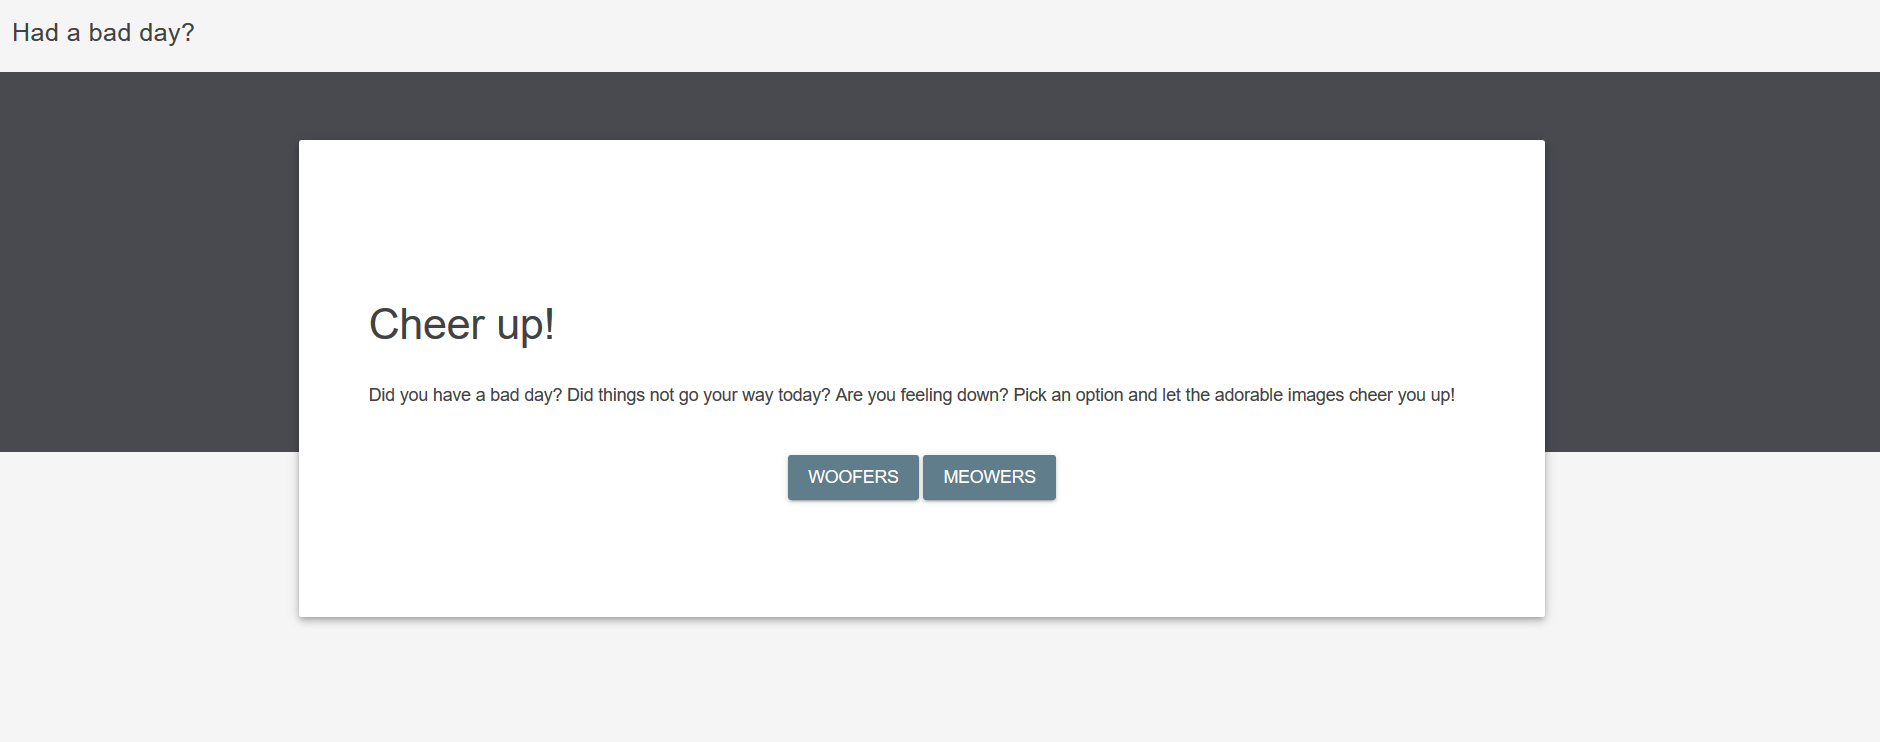 Had a bad day?
Cheer up!
Did you have a bad day? Did things not go your way today? Are you feeling down? Pick an option and let the adorable images cheer you up!
WOOFERS MEOWERS